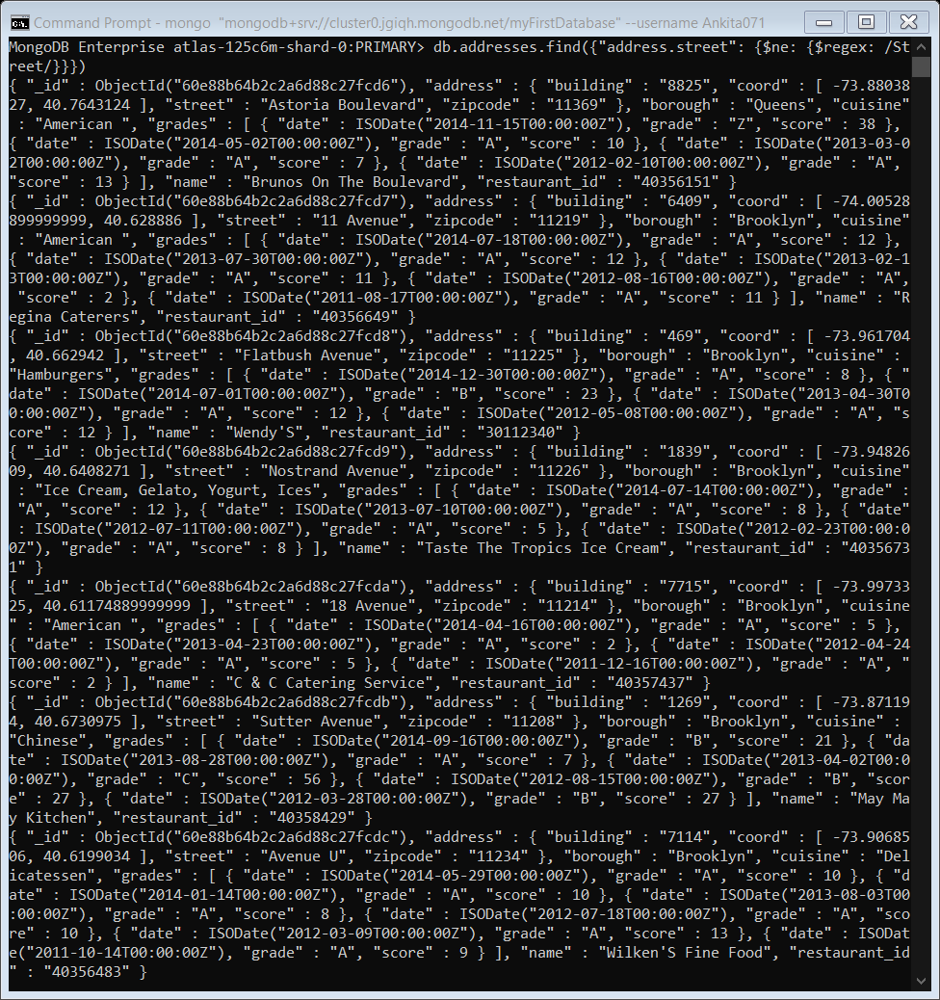 Command Prompt - mongo "mongodb+srv://cluster0.jgiqh.mongodb.net/myFirstDatabase" --username Ankita071
MongoDB Enterprise atlas-125c6m-shard-0:PRIMARY> db.addresses.find({"address.street": {$ne: {$regex: /St
reet/}}})
{ "_id" : ObjectId("60e88b64b2c2a6d88c27fcd6"), "address" : { "building" : "8825", "coord" : [ -73.88038
27, 40.7643124 ], "street" : "Astoria Boulevard", "zipcode" : "11369" }, "borough" : "Queens", "cuisine"
: "American ", "grades" : [ { "date" : ISODate("2014-11-15T00:00:00Z"), "grade" : "Z", "score" : 38 },
{ "date" : ISODate("2014-05-02T00:00:00Z"), "grade" : "A", "score" : 10 }, { "date" : ISODate("2013-03-0
2T00:00:00Z"), "grade" : "A", "score" : 7 }, { "date" : ISODate("2012-02-10T00:00:00Z"), "grade" : "A",
"score" : 13 } ], "name" : "Brunos On The Boulevard", "restaurant_id" : "40356151" }
{ "_id" : ObjectId("60e88b64b2c2a6d88c27fcd7"), "address" : { "building" : "6409", "coord" : [ -74.00528
899999999, 40.628886 ], "street" : "11 Avenue", "zipcode" : "11219" }, "borough" : "Brooklyn", "cuisine"
: "American ", "grades" : [ { "date" : ISODate("2014-07-18T00:00:00Z"), "grade" : "A", "score" : 12 },
{ "date" : ISODate("2013-07-30T00:00:00Z"), "grade" : "A", "score" : 12 }, { "date" : ISODate("2013-02-1
3T00:00:00Z"), "grade" : "A", "score" : 11 }, { "date" : ISODate("2012-08-16T00:00:00Z"), "grade" : "A",
"score" : 2 }, { "date" : ISODate("2011-08-17T00:00:00Z"), "grade" : "A", "score" : 11 } ], "name" : "R
egina Caterers", "restaurant_id" : "40356649" }
{ "_id" : ObjectId("60e88b64b2c2a6d88c27fcd8"), "address" : { "building" : "469", "coord" : [ -73.961704
, 40.662942 ], "street" : "Flatbush Avenue", "zipcode" : "11225" }, "borough" : "Brooklyn", "cuisine" :
"Hamburgers", "grades" : [ { "date" : ISODate("2014-12-30T00:00:00Z"), "grade" : "A", "score" : 8 }, { "
date" : ISODate("2014-07-01T00:00:00Z"), "grade" : "B", "score" : 23 }, { "date" : ISODate("2013-04-30T0
0:00:00Z"), "grade" : "A", "score" : 12 }, { "date" : ISODate("2012-05-08T00:00:00Z"), "grade" : "A", "s
core" : 12 } ], "name" : "Wendy'S", "restaurant_id" : "30112340" }
{ "_id" : ObjectId("60e88b64b2c2a6d88c27fcd9"), "address" : { "building" : "1839", "coord" : [ -73.94826
09, 40.6408271 ], "street" : "Nostrand Avenue", "zipcode" : "11226" }, "borough" : "Brooklyn", "cuisine"
: "Ice Cream, Gelato, Yogurt, Ices", "grades" : [ { "date" : ISODate("2014-07-14T00:00:00Z"), "grade" :
"A", "score" : 12 }, { "date" : ISODate("2013-07-10T00:00:00Z"), "grade" : "A", "score" : 8 }, { "date"
: ISODate("2012-07-11T00:00:00Z"), "grade" : "A", "score" : 5 }, { "date" : ISODate("2012-02-23T00:00:0
0Z"), "grade" : "A", "score" : 8 } ], "name" : "Taste The Tropics Ice Cream", "restaurant_id" : "4035673
1" }
{ "_id" : ObjectId("60e88b64b2c2a6d88c27fcda"), "address" : { "building" : "7715", "coord" : [ -73.99733
25, 40.61174889999999 ], "street" : "18 Avenue", "zipcode" : "11214" }, "borough" : "Brooklyn", "cuisine
" : "American ", "grades" : [ { "date" : ISODate("2014-04-16T00:00:00Z"), "grade" : "A", "score" : 5 },
{ "date" : ISODate("2013-04-23T00:00:00Z"), "grade" : "A", "score" : 2 }, { "date" : ISODate("2012-04-24
T00:00:00Z"), "grade" : "A", "score" : 5 }, { "date" : ISODate("2011-12-16T00:00:00Z"), "grade" : "A", "
score" : 2 } ], "name" : "C & C Catering Service", "restaurant_id" : "40357437" }
{ "_id" : ObjectId("60e88b64b2c2a6d88c27fcdb"), "address" : { "building" : "1269", "coord" : [ -73.87119
4, 40.6730975 ], "street" : "Sutter Avenue", "zipcode" : "11208" }, "borough" : "Brooklyn", "cuisine" :
"Chinese", "grades" : [ { "date" : ISODate("2014-09-16T00:00:00Z"), "grade" : "B", "score" : 21 }, { "da
te" : ISODate("2013-08-28T00:00:00Z"), "grade" : "A", "score" : 7 }, { "date" : ISODate("2013-04-02T00:0
0:00Z"), "grade" : "C", "score" : 56 }, { "date" : ISODate("2012-08-15T00:00:00Z"), "grade" : "B", "scor
e" : 27 }, { "date" : ISODate("2012-03-28T00:00:00Z"), "grade" : "B", "score" : 27 } ], "name" : "May Ma
y Kitchen", "restaurant_id" : "40358429" }
{ "_id" : ObjectId("60e88b64b2c2a6d88c27fcdc"), "address" : { "building" : "7114", "coord" : [ -73.90685
06, 40.6199034 ], "street" : "Avenue U", "zipcode" : "11234" }, "borough" : "Brooklyn", "cuisine" : "Del
icatessen", "grades" : [ { "date" : ISODate("2014-05-29T00:00:00Z"), "grade" : "A", "score" : 10 }, { "d
ate" : ISODate("2014-01-14T00:00:00Z"), "grade" : "A", "score" : 10 }, { "date" : ISODate("2013-08-03T00
:00:00Z"), "grade" : "A", "score" : 8 }, { "date" : ISODate("2012-07-18T00:00:00Z"), "grade" : "A", "sco
re" : 10 }, { "date" : ISODate("2012-03-09T00:00:00Z"), "grade" : "A", "score" : 13 }, { "date" : ISODat
e("2011-10-14T00:00:00Z"), "grade" : "A", "score" : 9 } ], "name" : "Wilken'S Fine Food", "restaurant_id
" : "40356483" }